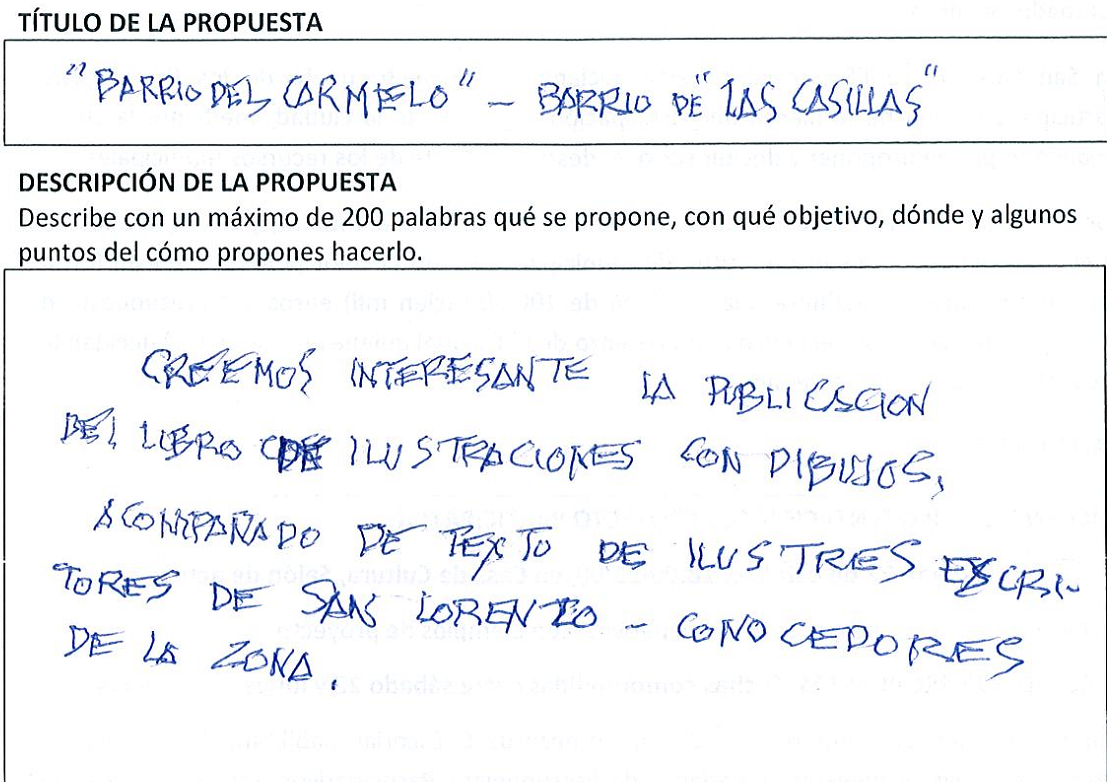 TÍTULO DE LA PROPUESTA
"BARRIO DEL CARMELO" – BARRIO DE "LAS CASILLAS"
DESCRIPCIÓN DE LA PROPUESTA
Describe con un máximo de 200 palabras qué se propone, con qué objetivo, dónde y algunos
puntos del cómo propones hacerlo.
CREEMOS INTERESANTE LA PUBLICACION
DEL LIBRO DE ILUSTRACIONES CON DIBUJOS,
ACOMPAÑADO DE TEXTO DE ILUSTRES ESCRI-
TORES DE SAN LORENZO – CONOCEDORES
DE LA ZONA.